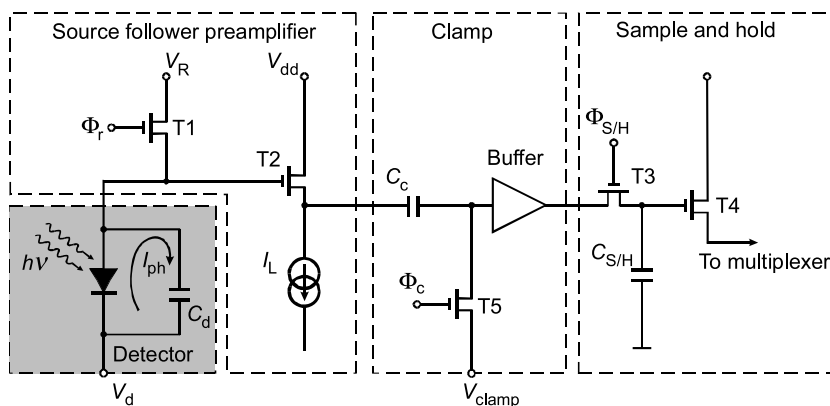 Source follower preamplifier
Clamp
Sample and hold
V_R
V_dd
Φ_r
T1
Φ_S/H
T2
C_c
Buffer
T3
T4
hν
I_ph
C_d
I_L
Φ_c
T5
C_S/H
To multiplexer
Detector
V_d
V_clamp